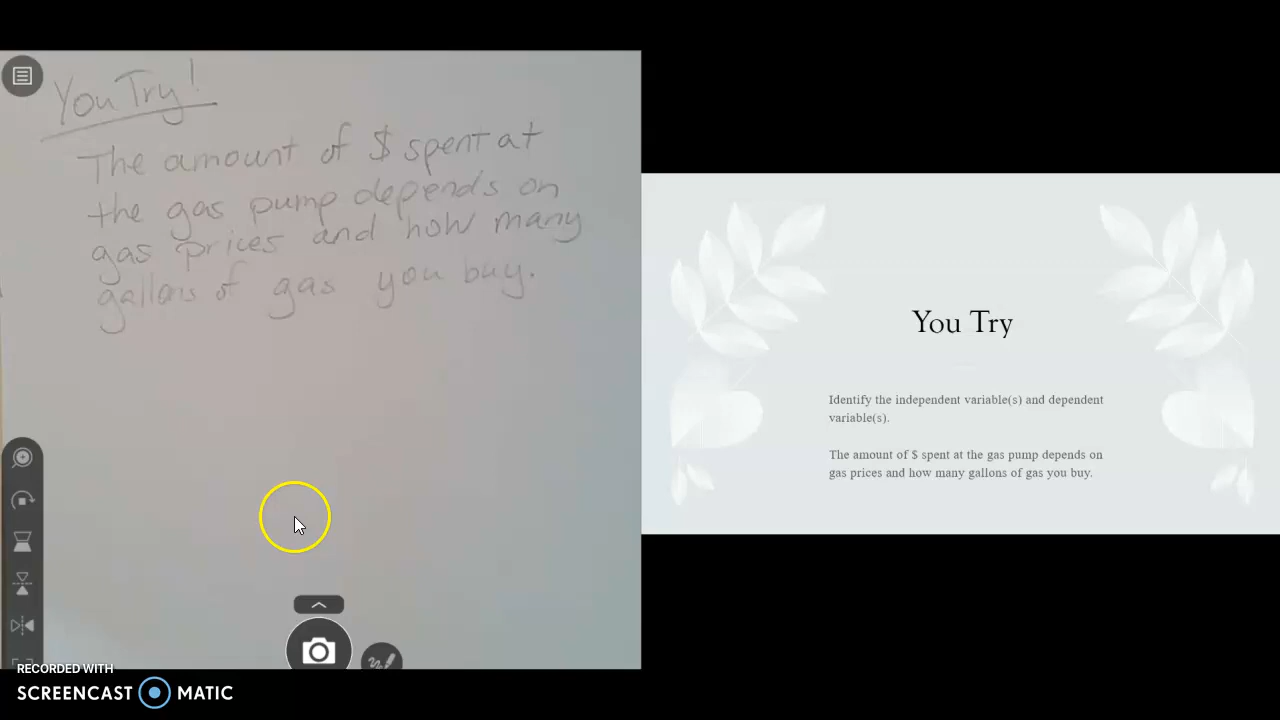 You Try!
The amount of $ spent at
the gas pump depends on
gas prices and how many
gallons of gas you buy.
You Try
Identify the independent variable(s) and dependent
variable(s).
The amount of $ spent at the gas pump depends on
gas prices and how many gallons of gas you buy.
RECORDED WITH
SCREENCAST MATIC